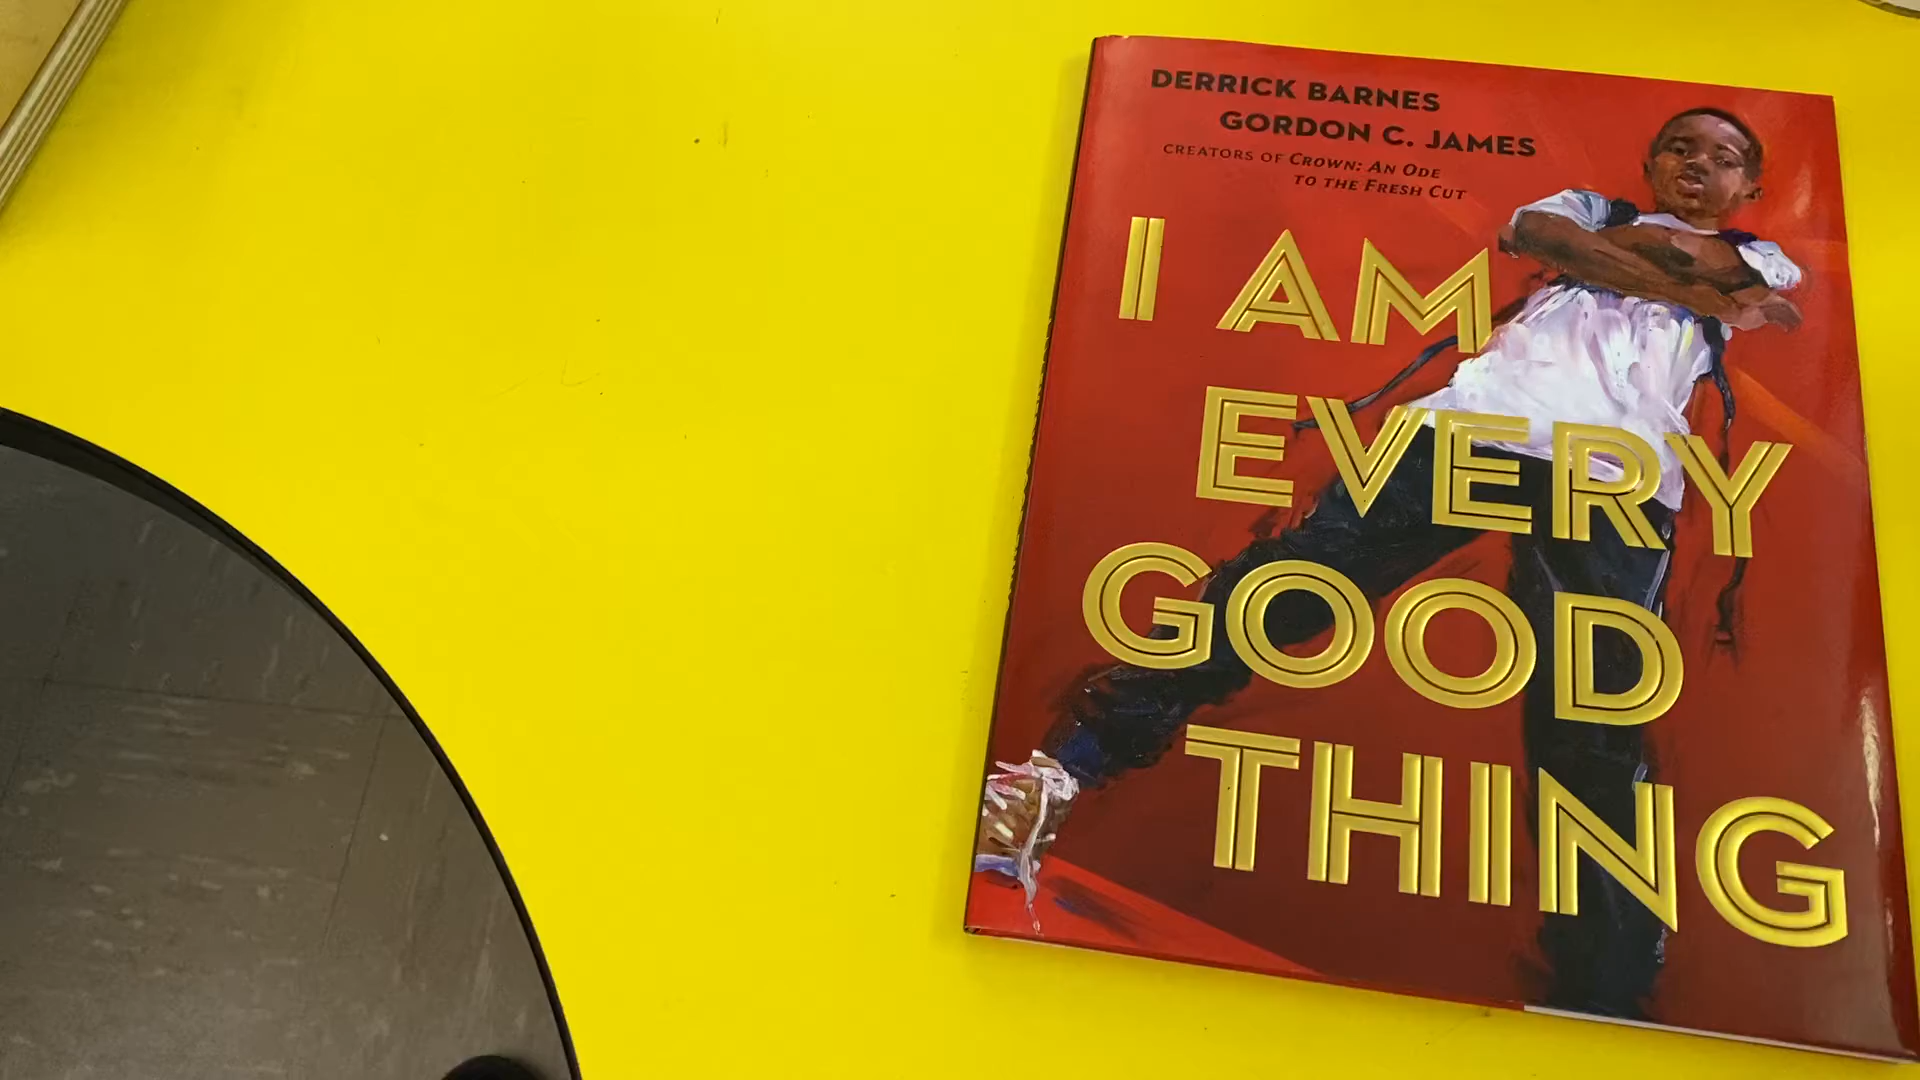 DERRICK BARNES
GORDON C. JAMES
CREATORS OF CROWN: AN ODE
TO THE FRESH CUT
I AM
EVERY
GOOD
THING